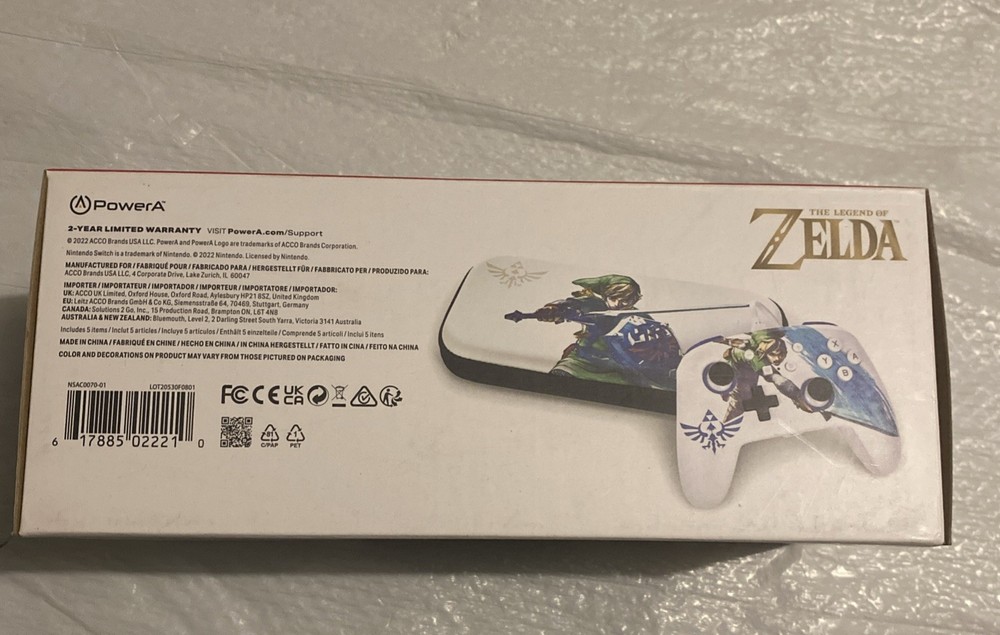 PowerA
2-YEAR LIMITED WARRANTY VISIT PowerA.com/Support
© 2022 ACCO Brands USA LLC. PowerA and PowerA Logo are trademarks of ACCO Brands Corporation.
Nintendo Switch is a trademark of Nintendo. © 2022 Nintendo. Licensed by Nintendo.
MANUFACTURED FOR / FABRIQUÉ POUR / FABRICADO PARA / HERGESTELLT FÜR / FABBRICATO PER / PRODUZIDO PARA:
ACCO Brands USA LLC, 4 Corporate Drive, Lake Zurich, IL 60047
IMPORTER / IMPORTATEUR / IMPORTADOR / IMPORTEUR / IMPORTATORE / IMPORTADOR:
UK: ACCO UK Limited, Oxford House, Oxford Road, Aylesbury HP21 8SZ, United Kingdom
EU: Leitz ACCO Brands GmbH & Co KG, Siemensstraße 64, 70469, Stuttgart, Germany
CANADA: Solutions 2 Go. Inc., 15 Production Road, Brampton ON, L6T 4N8
AUSTRALIA & NEW ZEALAND: Bluemouth, Level 2, 2 Darling Street South Yarra, Victoria 3141 Australia
Includes 5 items / Inclut 5 articles / Incluye 5 artículos / Enthält 5 einzelteile / Comprende 5 articoli / Inclui 5 itens
MADE IN CHINA / FABRIQUÉ EN CHINE / HECHO EN CHINA / IN CHINA HERGESTELLT / FATTO IN CINA / FEITO NA CHINA
COLOR AND DECORATIONS ON PRODUCT MAY VARY FROM THOSE PICTURED ON PACKAGING
NSAC0070-01 LOT20530F0801
6 17885 02221 0
FC CE UK CA
81 C/PAP
1 PET
THE LEGEND OF
ZELDA™
X
A
Y
B